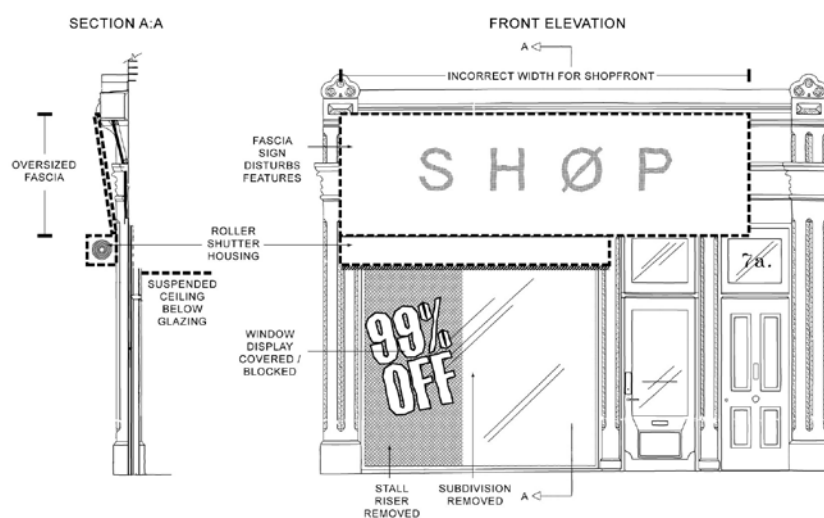 SECTION A:A
FRONT ELEVATION
A
INCORRECT WIDTH FOR SHOPFRONT
OVERSIZED
FASCIA
FASCIA
SIGN
DISTURBS
FEATURES
SHØP
ROLLER
SHUTTER
HOUSING
7a.
SUSPENDED
CEILING
BELOW
GLAZING
WINDOW
DISPLAY
COVERED /
BLOCKED
99%
OFF
STALL
RISER
REMOVED
SUBDIVISION
REMOVED
A